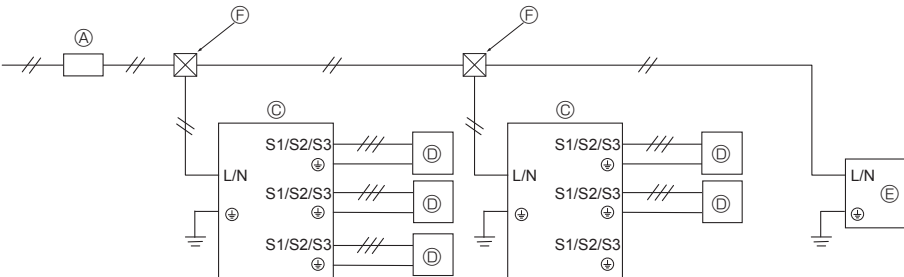 Ⓕ Ⓕ
Ⓐ
Ⓒ Ⓒ
S1/S2/S3 Ⓓ S1/S2/S3 Ⓓ
L/N L/N L/N
S1/S2/S3 Ⓓ S1/S2/S3 Ⓓ Ⓔ
S1/S2/S3 Ⓓ S1/S2/S3